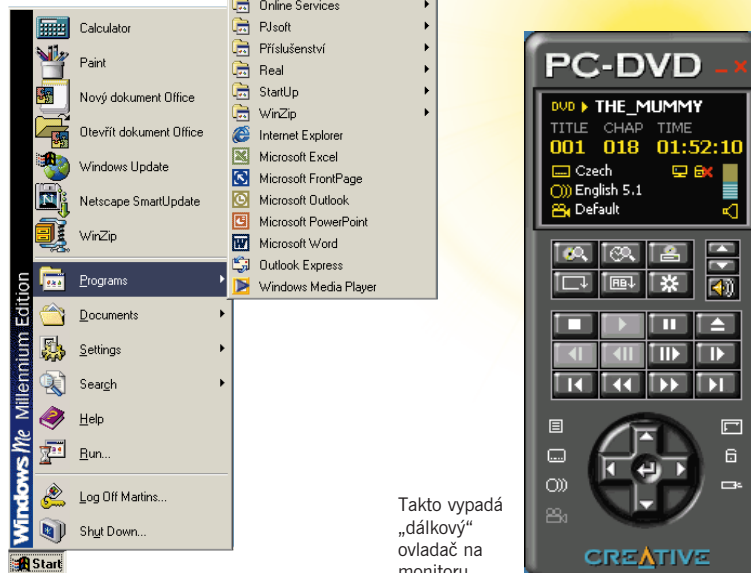 Calculator
Paint
Nový dokument Office
Otevřít dokument Office
Windows Update
Netscape SmartUpdate
WinZip
Programs
Documents
Settings
Search
Help
Run...
Log Off Martins...
Shut Down...
Windows Me Millennium Edition
Start
Online Services
PJsoft
Příslušenství
Real
StartUp
WinZip
Internet Explorer
Microsoft Excel
Microsoft FrontPage
Microsoft Outlook
Microsoft PowerPoint
Microsoft Word
Outlook Express
Windows Media Player
Takto vypadá
„dálkový“
ovladač na
monitoru
PC-DVD
DVD THE_MUMMY
TITLE CHAP TIME
001 018 01:52:10
Czech
English 5.1
Default
AB
CREATIVE